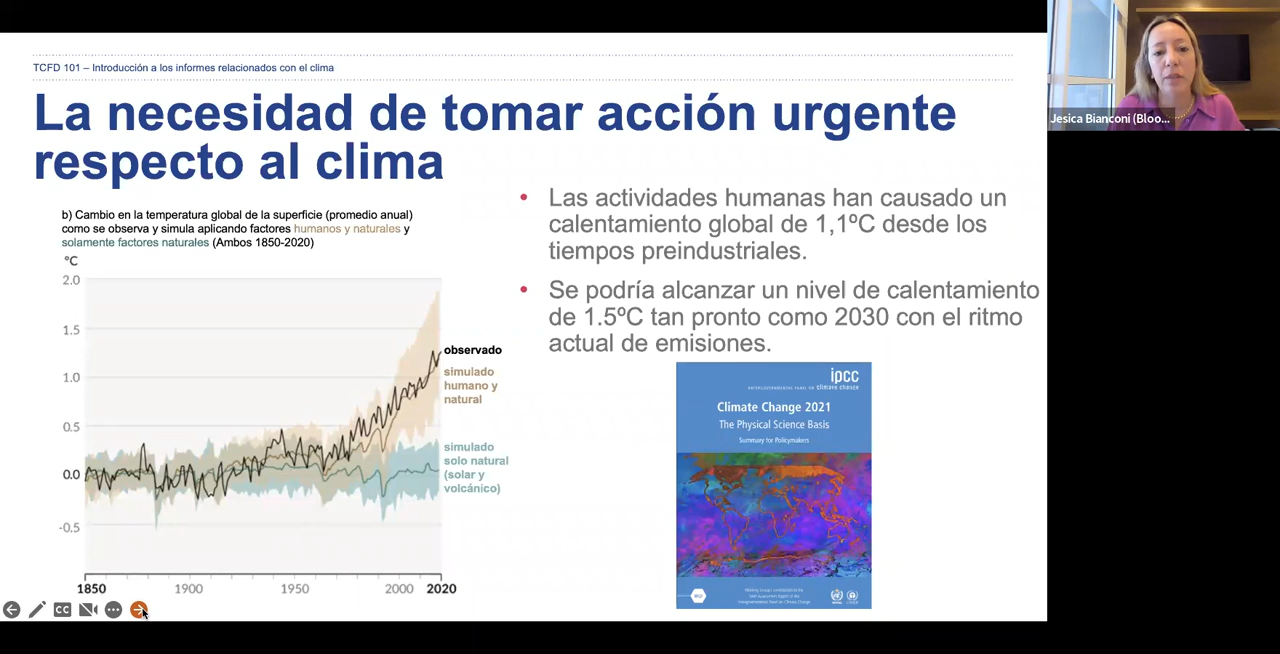 TCFD 101 – Introducción a los informes relacionados con el clima
La necesidad de tomar acción urgente
respecto al clima
Jesica Bianconi (Bloo...
b) Cambio en la temperatura global de la superficie (promedio anual)
como se observa y simula aplicando factores humanos y naturales y
solamente factores naturales (Ambos 1850-2020)
ºC
2.0
1.5
1.0
0.5
0.0
-0.5
1850
1900
1950
2000
2020
observado
simulado
humano y
natural
simulado
solo natural
(solar y
volcánico)
• Las actividades humanas han causado un
calentamiento global de 1,1ºC desde los
tiempos preindustriales.
• Se podría alcanzar un nivel de calentamiento
de 1.5ºC tan pronto como 2030 con el ritmo
actual de emisiones.
ipcc
INTERGOVERNMENTAL PANEL ON climate change
Climate Change 2021
The Physical Science Basis
Summary for Policymakers
CC